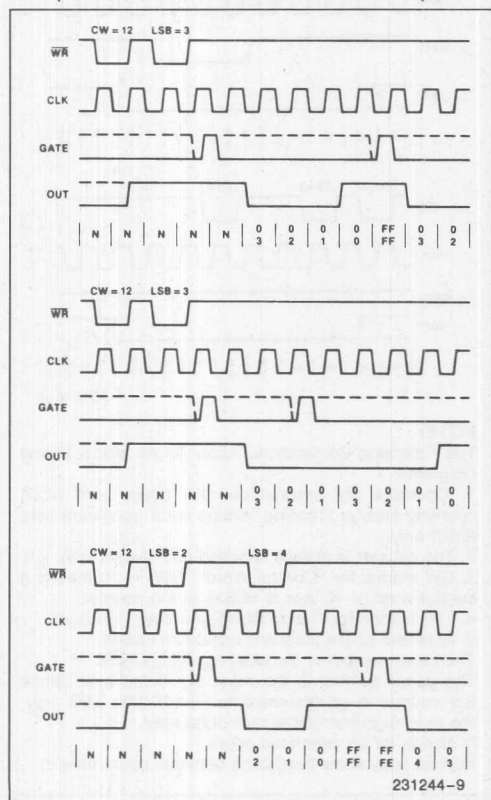 CW = 12 LSB = 3
WR
CLK
GATE
OUT
| N | N | N | N | N | 0 | 0 | 0 | 0 | FF | 0 | 0 |
3 | 2 | 1 | 0 | FF | 3 | 2
CW = 12 LSB = 3
WR
CLK
GATE
OUT
| N | N | N | N | N | 0 | 0 | 0 | 0 | 0 | 0 | 0 |
3 | 2 | 1 | 3 | 2 | 1 | 0
CW = 12 LSB = 2 LSB = 4
WR
CLK
GATE
OUT
| N | N | N | N | N | 0 | 0 | 0 | FF | FF | 0 | 0 |
2 | 1 | 0 | FF | FE | 4 | 3
231244–9